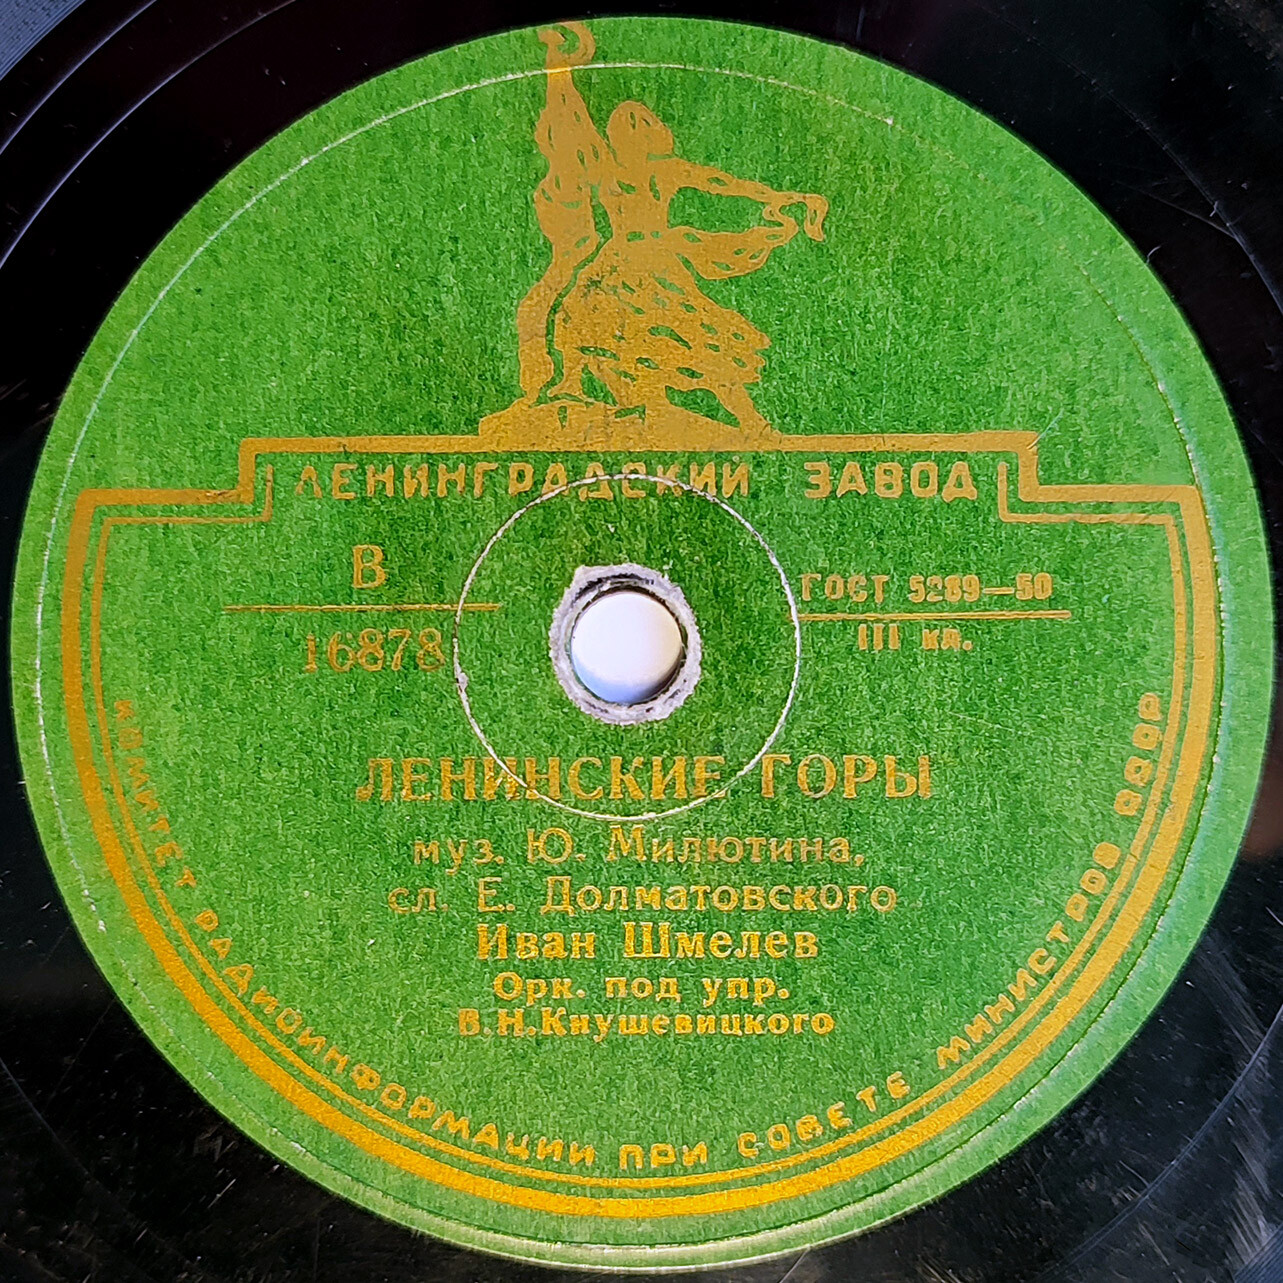 ЛЕНИНГРАДСКИЙ ЗАВОД
В
16878
ГОСТ 5289—50
III кл.
ЛЕНИНСКИЕ ГОРЫ
муз. Ю. Милютина,
сл. Е. Долматовского
Иван Шмелев
Орк. под упр.
В.Н.Кнушевицкого
КОМИТЕТ РАДИОИНФОРМАЦИИ ПРИ СОВЕТЕ МИНИСТРОВ СССР